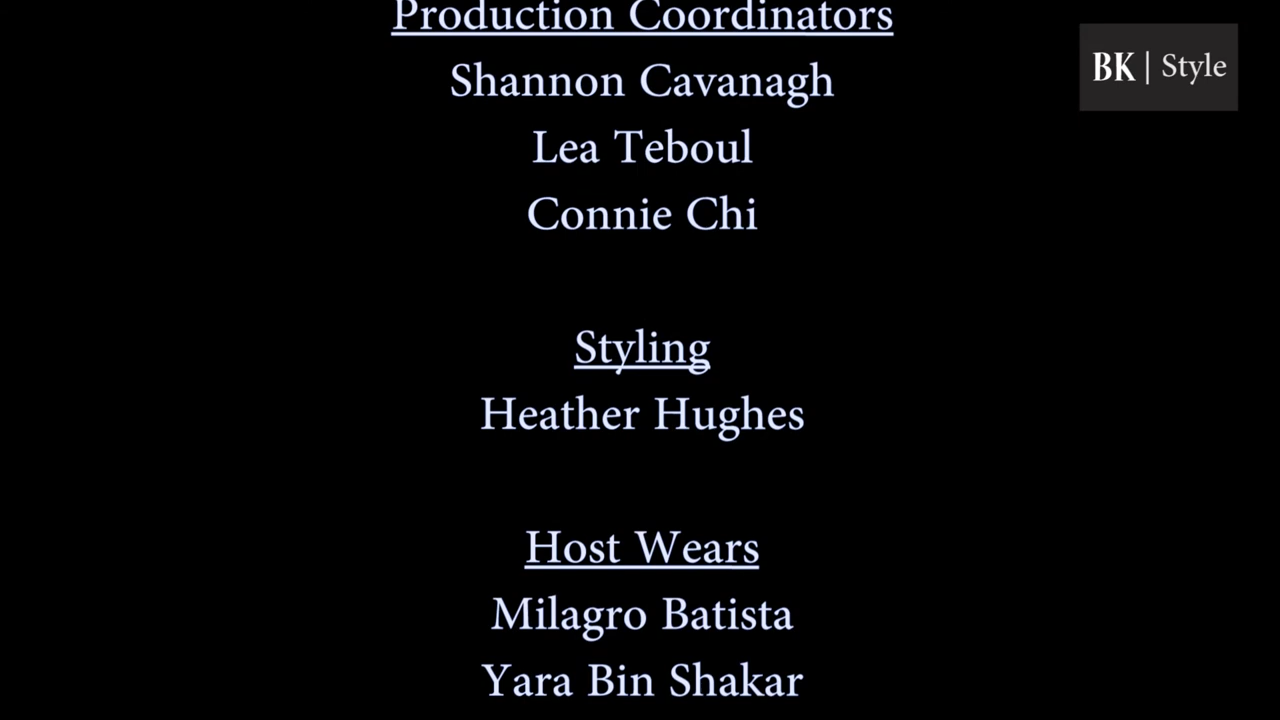 Production Coordinators
BK | Style
Shannon Cavanagh
Lea Teboul
Connie Chi
Styling
Heather Hughes
Host Wears
Milagro Batista
Yara Bin Shakar